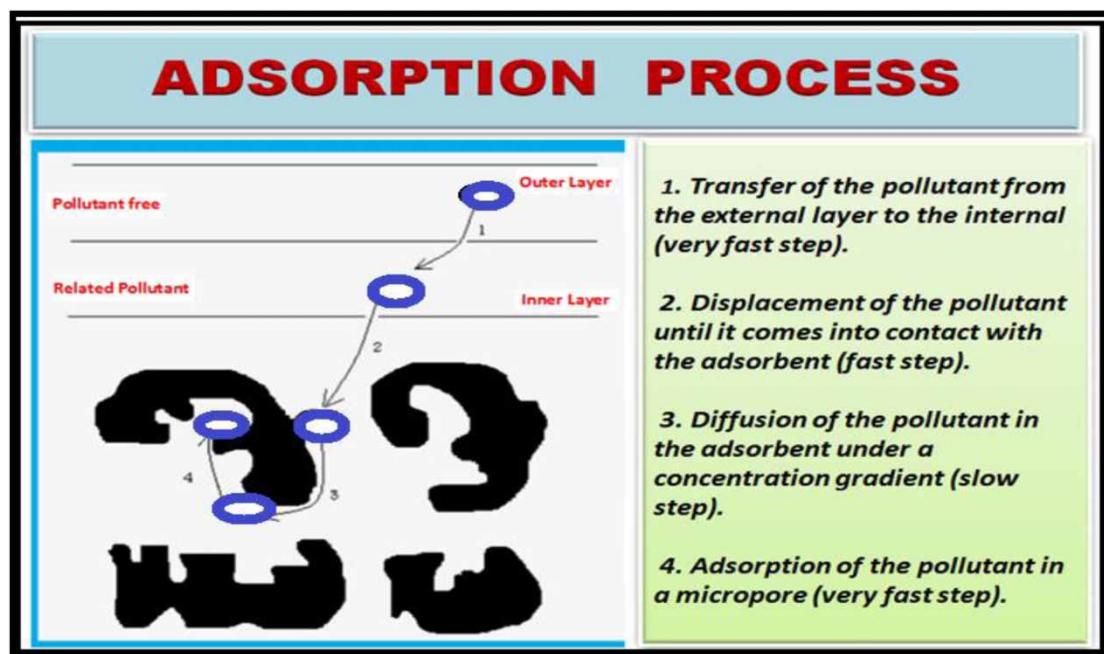 ADSORPTION PROCESS
Pollutant free
Outer Layer
1
Related Pollutant
Inner Layer
2
4
3
1. Transfer of the pollutant from
the external layer to the internal
(very fast step).
2. Displacement of the pollutant
until it comes into contact with
the adsorbent (fast step).
3. Diffusion of the pollutant in
the adsorbent under a
concentration gradient (slow
step).
4. Adsorption of the pollutant in
a micropore (very fast step).